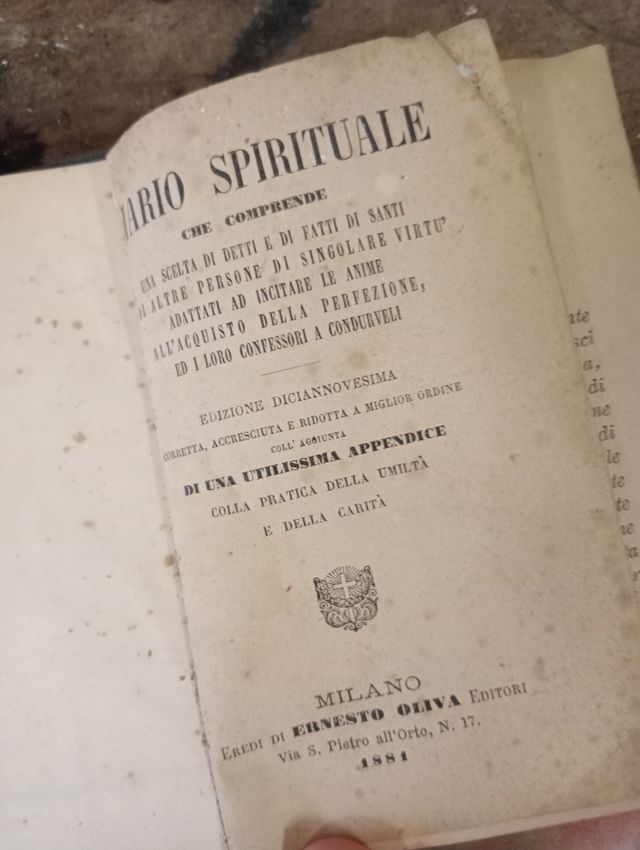 IARIO SPIRITUALE
CHE COMPRENDE
UNA SCELTA DI DETTI E DI FATTI DI SANTI
DI ALTRE PERSONE DI SINGOLARE VIRTU'
ADATTATI AD INCITARE LE ANIME
ALL'ACQUISTO DELLA PERFEZIONE,
ED I LORO CONFESSORI A CONDURVELI
EDIZIONE DICIANNOVESIMA
CORRETTA, ACCRESCIUTA E RIDOTTA A MIGLIOR ORDINE
COLL' AGGIUNTA
DI UNA UTILISSIMA APPENDICE
COLLA PRATICA DELLA UMILTÀ
E DELLA CARITÀ
MILANO
EREDI DI ERNESTO OLIVA EDITORI
Via S. Pietro all'Orto, N. 17.
1881